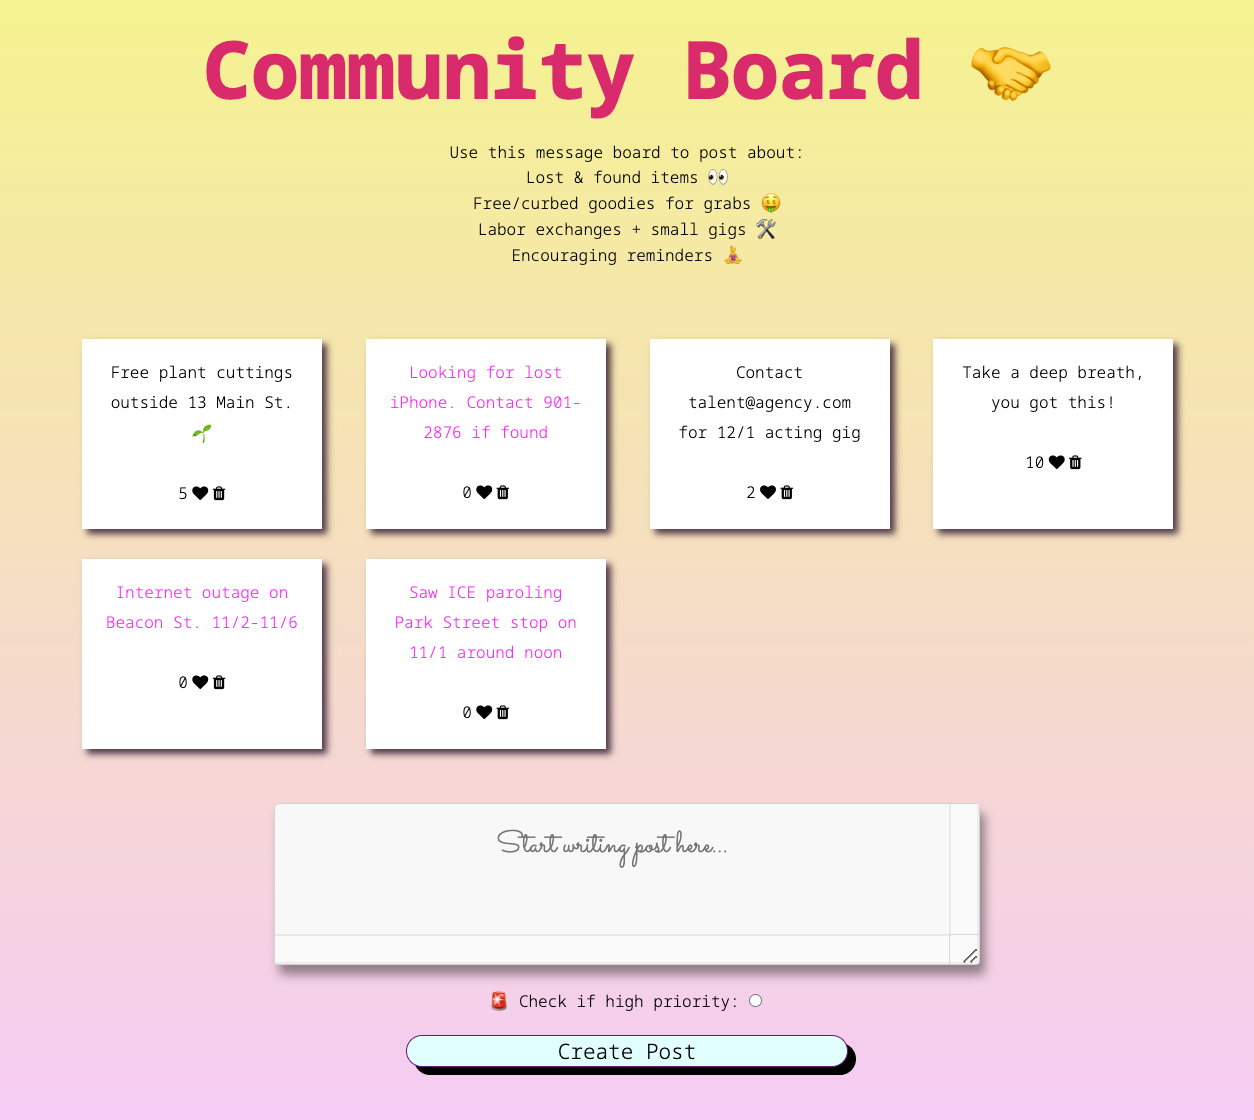 Community Board 🤝
Use this message board to post about:
Lost & found items 👀
Free/curbed goodies for grabs 🤑
Labor exchanges + small gigs 🛠️
Encouraging reminders 🧘
Free plant cuttings
outside 13 Main St.
🌱
5
Looking for lost
iPhone. Contact 901-
2876 if found
0
Contact
talent@agency.com
for 12/1 acting gig
2
Take a deep breath,
you got this!
10
Internet outage on
Beacon St. 11/2-11/6
0
Saw ICE paroling
Park Street stop on
11/1 around noon
0
Start writing post here...
🚨 Check if high priority:
Create Post